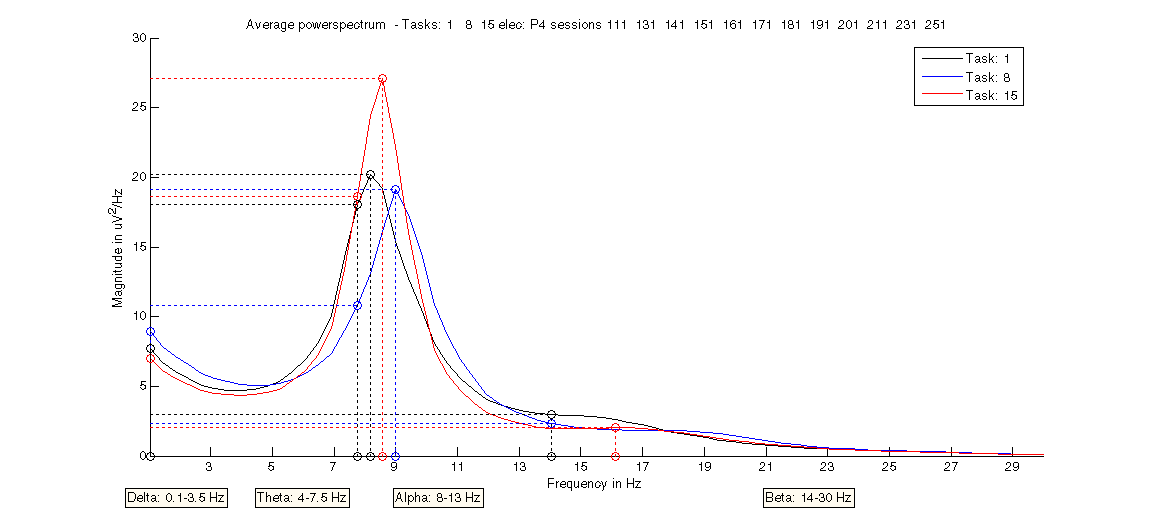 Average powerspectrum - Tasks: 1 8 15 elec: P4 sessions 111 131 141 151 161 171 181 191 201 211 231 251
Task: 1
Task: 8
Task: 15
Magnitude in uV²/Hz
30
25
20
15
10
5
0
3 5 7 9 11 13 15 17 19 21 23 25 27 29
Frequency in Hz
Delta: 0.1-3.5 Hz Theta: 4-7.5 Hz Alpha: 8-13 Hz Beta: 14-30 Hz